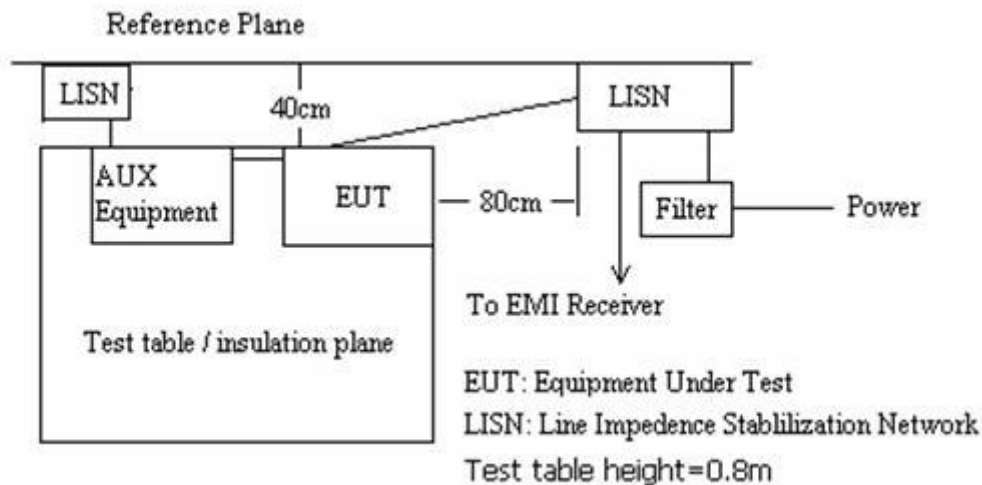 Reference Plane
LISN
40cm
LISN
AUX
Equipment
EUT
80cm
Filter
Power
To EMI Receiver
Test table / insulation plane
EUT: Equipment Under Test
LISN: Line Impedence Stablilization Network
Test table height=0.8m